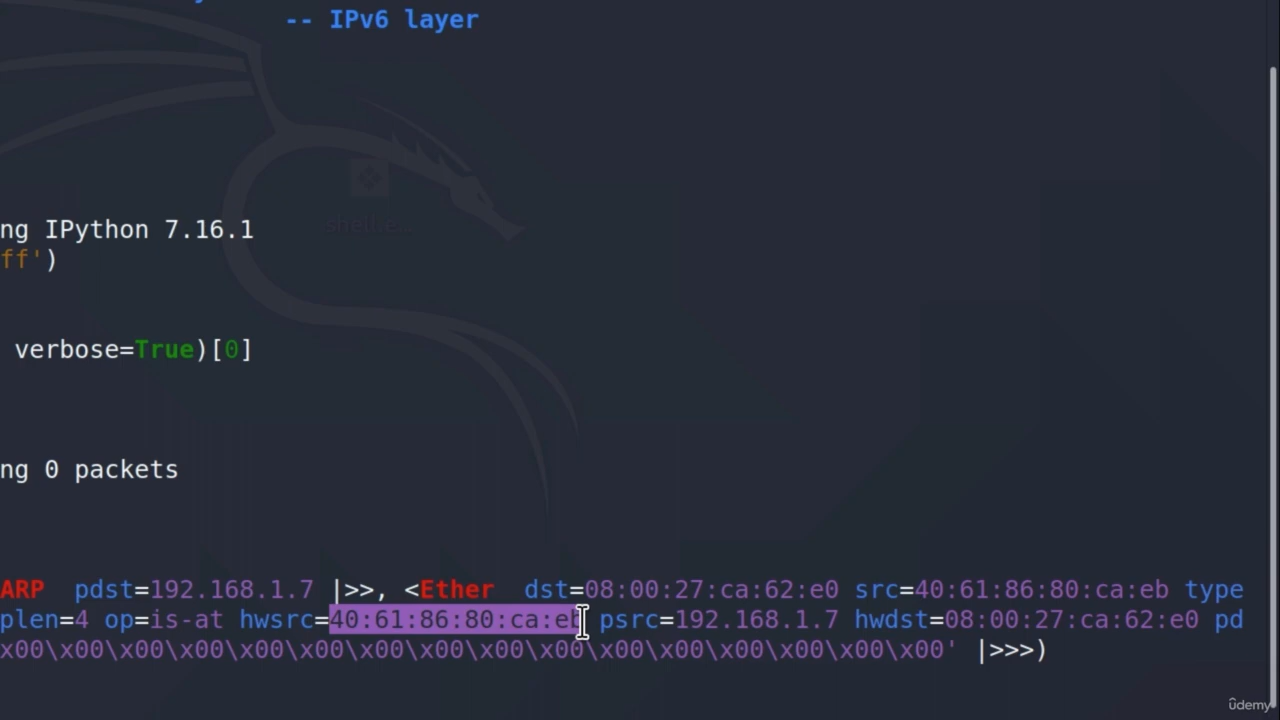 -- IPv6 layer
ng IPython 7.16.1
ff')
verbose=True)[0]
ng 0 packets
ARP pdst=192.168.1.7 |>>, <Ether dst=08:00:27:ca:62:e0 src=40:61:86:80:ca:eb type
plen=4 op=is-at hwsrc=40:61:86:80:ca:eb psrc=192.168.1.7 hwdst=08:00:27:ca:62:e0 pd
x00\x00\x00\x00\x00\x00\x00\x00\x00\x00\x00\x00\x00\x00\x00\x00' |>>>)
shell.e...
ûdemy